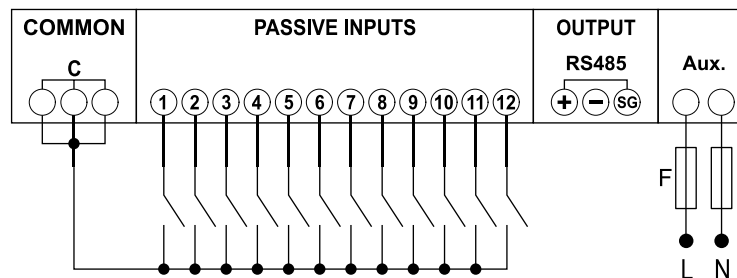 COMMON PASSIVE INPUTS OUTPUT
C RS485 Aux.
1 2 3 4 5 6 7 8 9 10 11 12 + − SG
F
L N